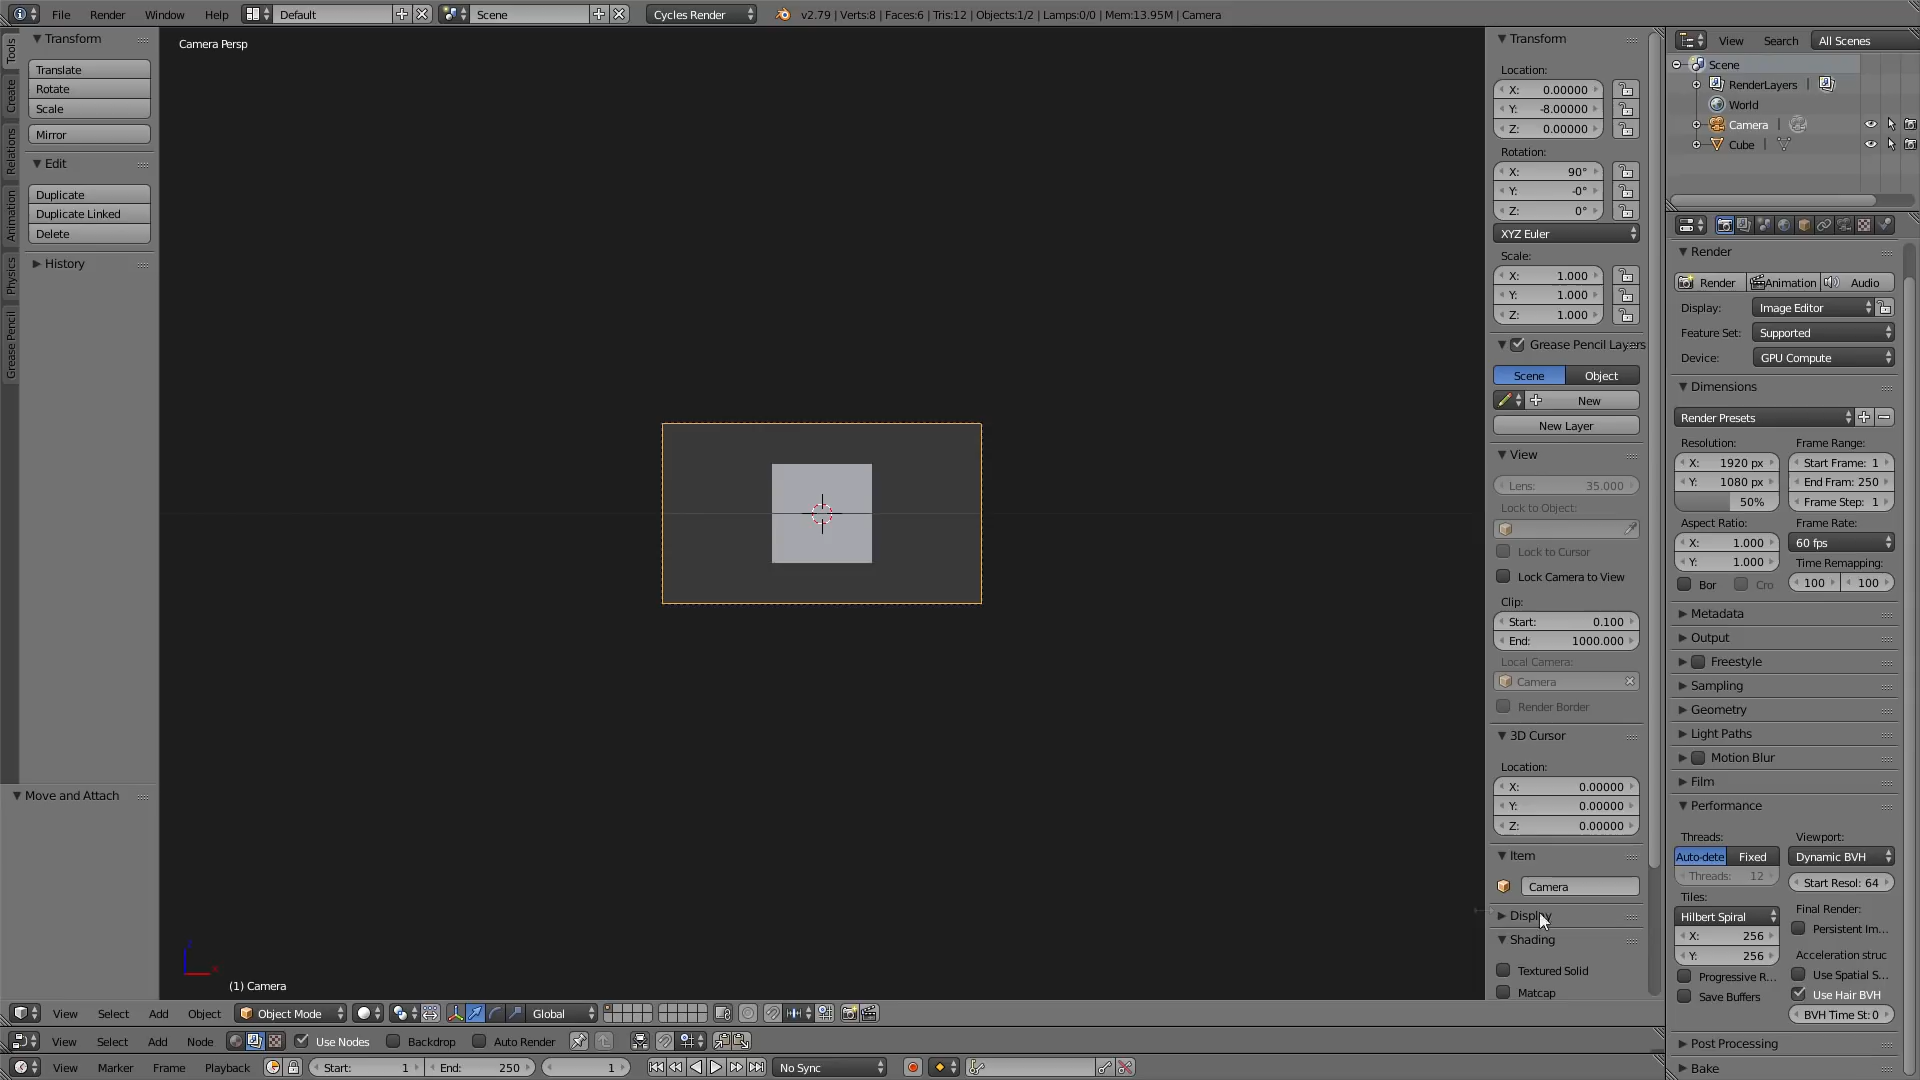 File Render Window Help Default Scene Cycles Render v2.79 | Verts:8 | Faces:6 | Tris:12 | Objects:1/2 | Lamps:0/0 | Mem:13.95M | Camera
Tools
Create
Relations
Animation
Physics
Grease Pencil
Transform
Translate
Rotate
Scale
Mirror
Edit
Duplicate
Duplicate Linked
Delete
History
Move and Attach
Camera Persp
(1) Camera
Transform
Location:
X: 0.00000
Y: -8.00000
Z: 0.00000
Rotation:
X: 90°
Y: -0°
Z: 0°
XYZ Euler
Scale:
X: 1.000
Y: 1.000
Z: 1.000
Grease Pencil Layers
Scene Object
New
New Layer
View
Lens: 35.000
Lock to Object:
Lock to Cursor
Lock Camera to View
Clip:
Start: 0.100
End: 1000.000
Local Camera:
Camera
Render Border
3D Cursor
Location:
X: 0.00000
Y: 0.00000
Z: 0.00000
Item
Camera
Display
Shading
Textured Solid
Matcap
View Search All Scenes
Scene
RenderLayers |
World
Camera |
Cube |
Render
Render Animation Audio
Display: Image Editor
Feature Set: Supported
Device: GPU Compute
Dimensions
Render Presets
Resolution: Frame Range:
X: 1920 px Start Frame: 1
Y: 1080 px End Fram: 250
50% Frame Step: 1
Aspect Ratio: Frame Rate:
X: 1.000 60 fps
Y: 1.000 Time Remapping:
Bor Cro 100 100
Metadata
Output
Freestyle
Sampling
Geometry
Light Paths
Motion Blur
Film
Performance
Threads: Viewport:
Auto-dete Fixed Dynamic BVH
Threads: 12 Start Resol: 64
Tiles: Final Render:
Hilbert Spiral Persistent Im...
X: 256 Acceleration struc
Y: 256 Use Spatial S...
Progressive R... Use Hair BVH
Save Buffers BVH Time St: 0
Post Processing
Bake
View Select Add Object Object Mode Global
View Select Add Node Use Nodes Backdrop Auto Render
View Marker Frame Playback Start: 1 End: 250 1 No Sync